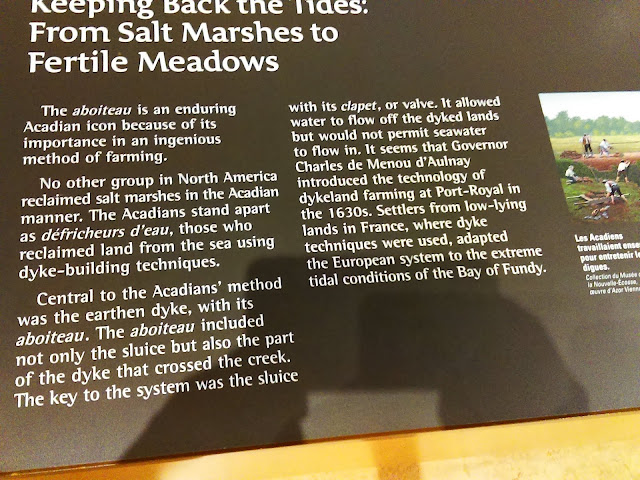 Keeping Back the Tides:
From Salt Marshes to
Fertile Meadows
The aboiteau is an enduring
Acadian icon because of its
importance in an ingenious
method of farming.
No other group in North America
reclaimed salt marshes in the Acadian
manner. The Acadians stand apart
as défricheurs d'eau, those who
reclaimed land from the sea using
dyke-building techniques.
Central to the Acadians' method
was the earthen dyke, with its
aboiteau. The aboiteau included
not only the sluice but also the part
of the dyke that crossed the creek.
The key to the system was the sluice
with its clapet, or valve. It allowed
water to flow off the dyked lands
but would not permit seawater
to flow in. It seems that Governor
Charles de Menou d'Aulnay
introduced the technology of
dykeland farming at Port-Royal in
the 1630s. Settlers from low-lying
lands in France, where dyke
techniques were used, adapted
the European system to the extreme
tidal conditions of the Bay of Fundy.
Les Acadiens
travaillaient
pour entretenir
digues.
Collection du Musée
la Nouvelle-Écosse,
œuvre d'Azor